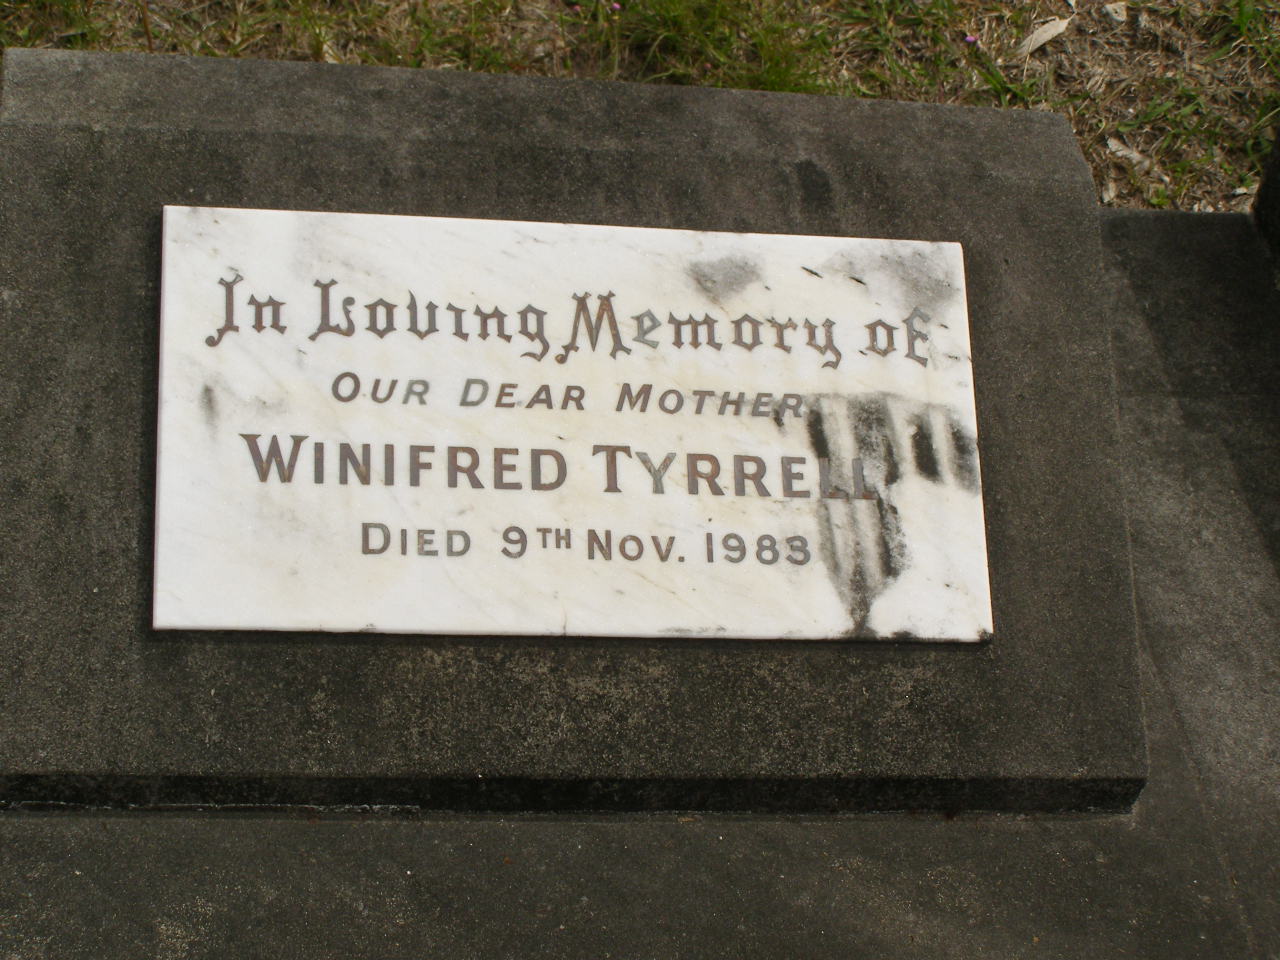 In Loving Memory of
OUR DEAR MOTHER
WINIFRED TYRRELL
DIED 9TH NOV. 1983